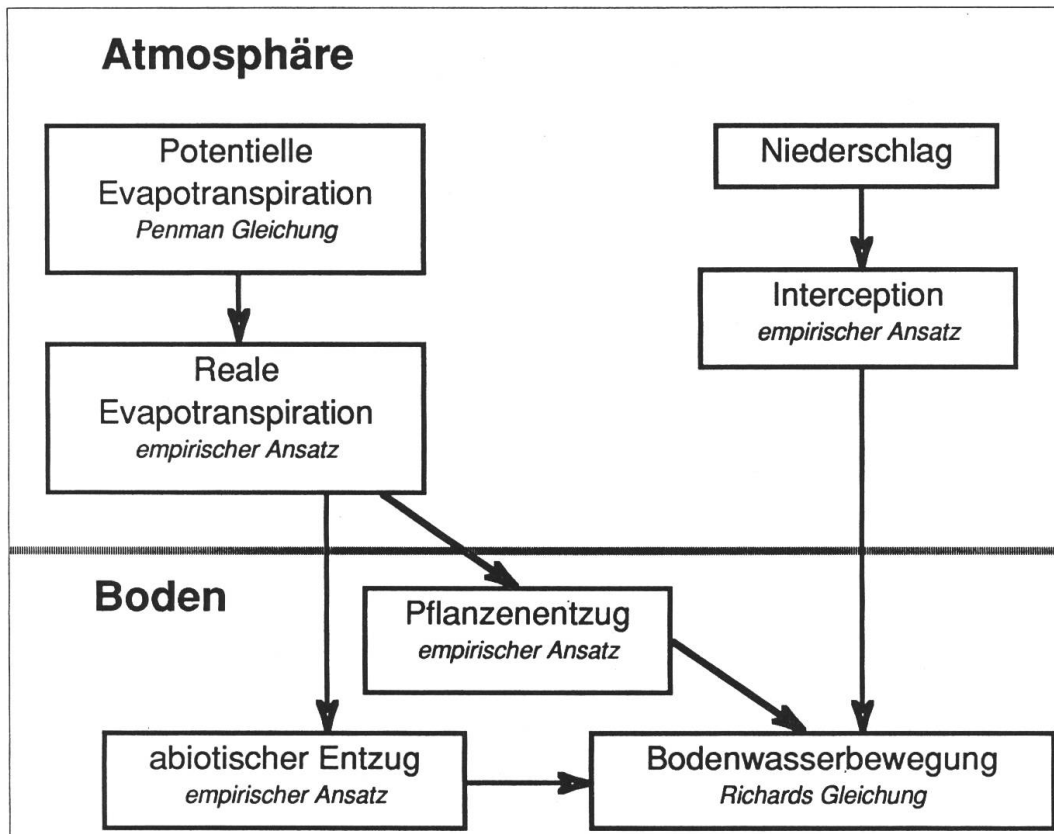 Atmosphäre
Potentielle
Evapotranspiration
Penman Gleichung
Niederschlag
Interception
empirischer Ansatz
Reale
Evapotranspiration
empirischer Ansatz
Boden
Pflanzenentzug
empirischer Ansatz
abiotischer Entzug
empirischer Ansatz
Bodenwasserbewegung
Richards Gleichung